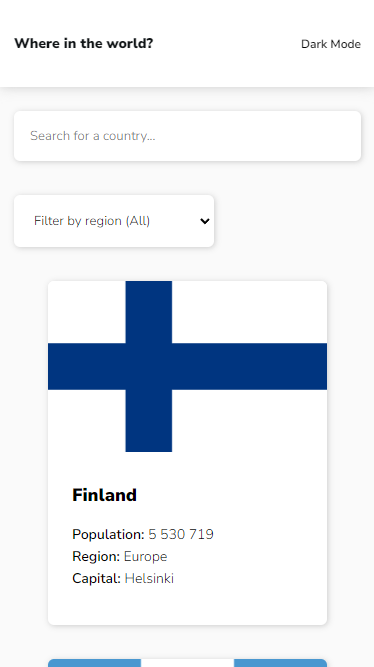 Where in the world?
Dark Mode
Search for a country...
Filter by region (All)
Finland
Population: 5 530 719
Region: Europe
Capital: Helsinki